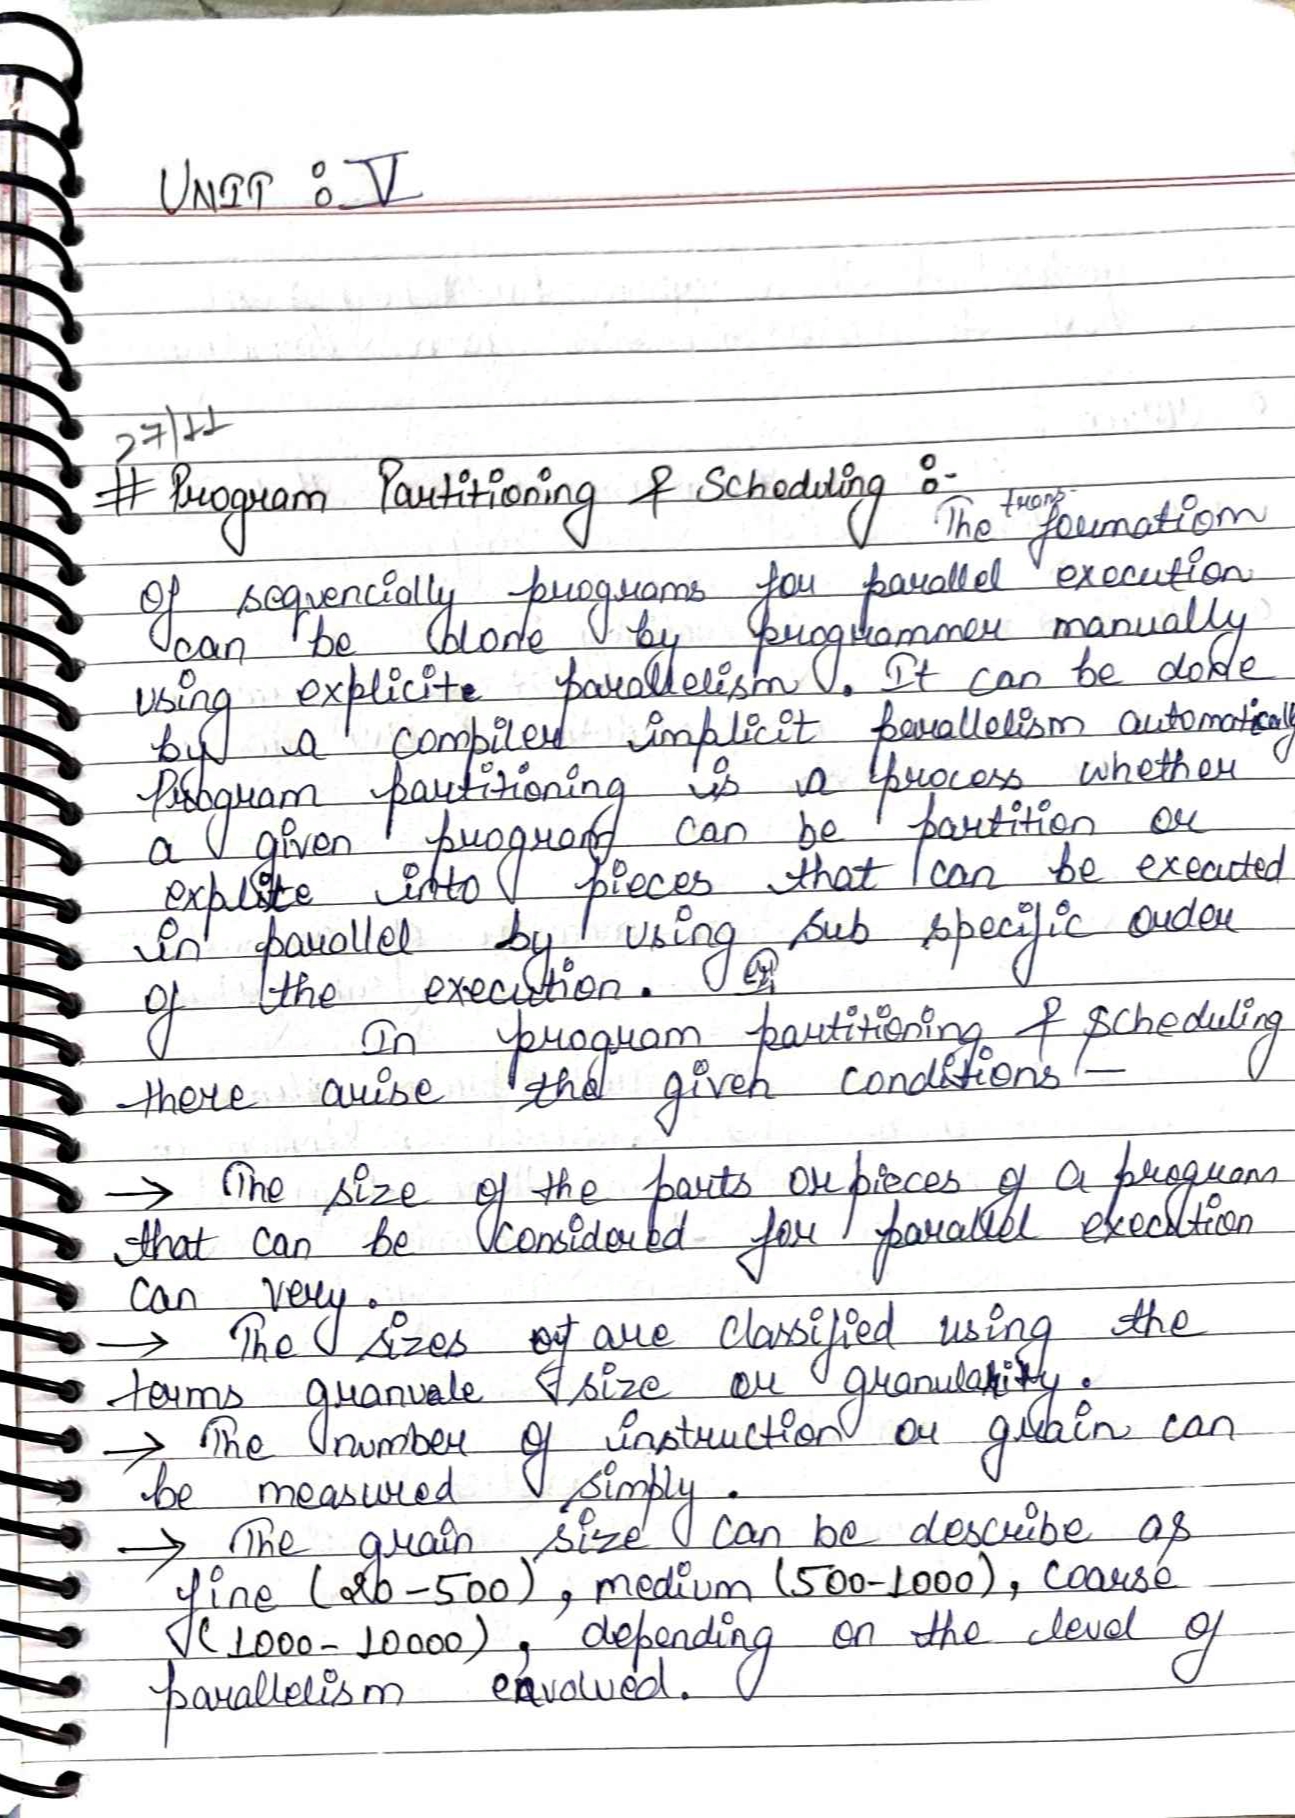 UNIT : V
27/11
# Program Partitioning & Scheduling :-
The transformation
of sequencially programs for parallel execution
can be done by programmer manually
using explicite parallelism. It can be done
by a compiler implicit parallelism automatically
Program partitioning is a process whether
a given program can be partition or
explite into pieces that can be executed
in parallel by using sub specific order
of the execution.
In program partitioning & scheduling
there arise the given conditions -
→ The size of the parts or pieces of a program
that can be considered for parallel execution
can very.
→ The sizes are classified using the
terms granuale size or granularity.
→ The number of instruction or grain can
be measured simply.
→ The grain size can be describe as
fine (20-500), medium (500-1000), coarse
(1000-10000), depending on the level of
parallelism envolved.